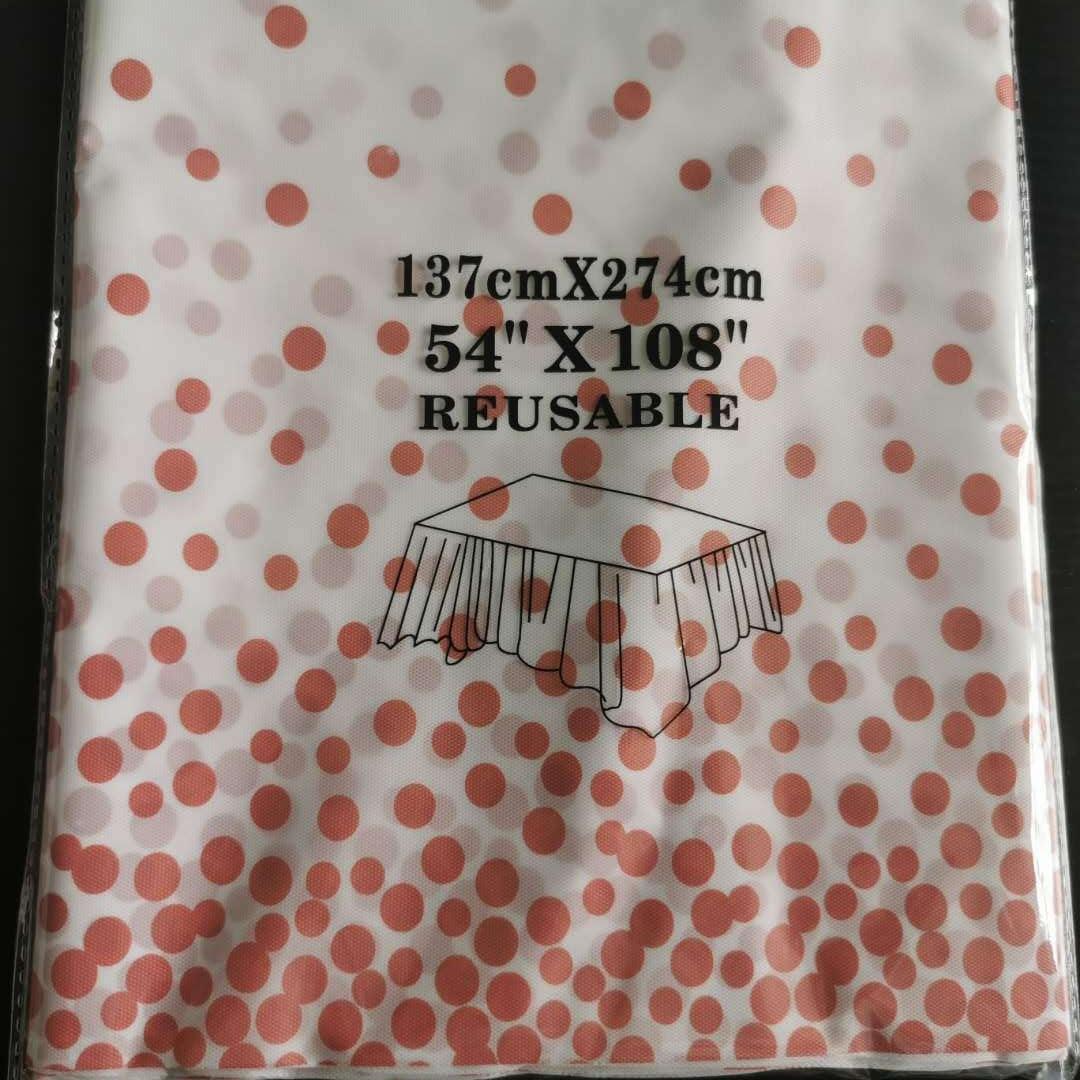 137cmX274cm
54" X 108"
REUSABLE